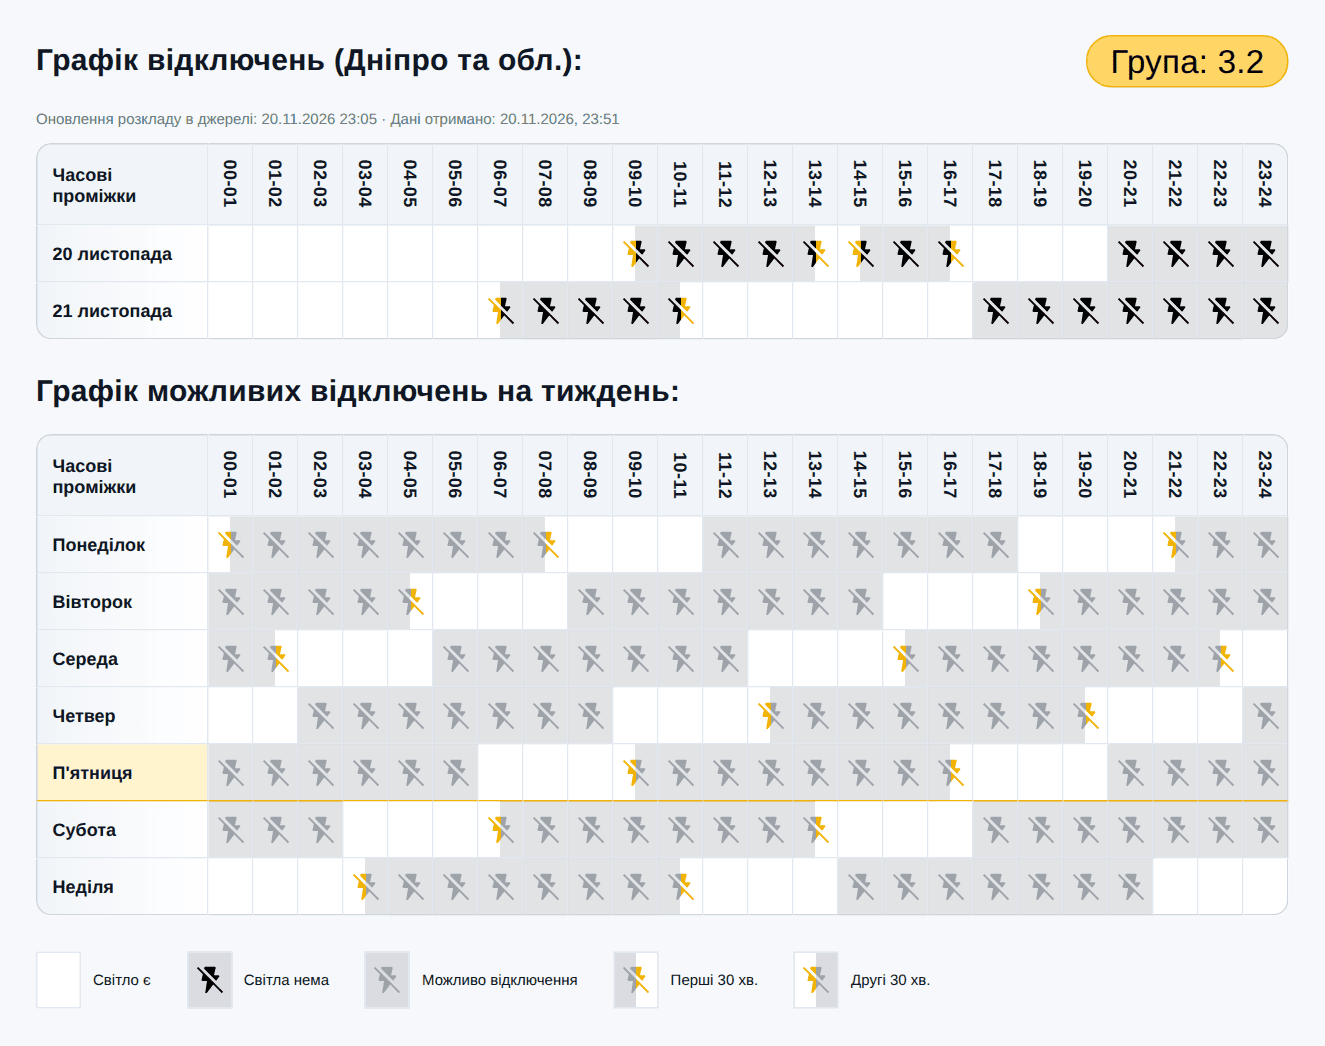 Графік відключень (Дніпро та обл.):
Група: 3.2
Оновлення розкладу в джерелі: 20.11.2026 23:05 · Дані отримано: 20.11.2026, 23:51
Часові проміжки 00-01 01-02 02-03 03-04 04-05 05-06 06-07 07-08 08-09 09-10 10-11 11-12 12-13 13-14 14-15 15-16 16-17 17-18 18-19 19-20 20-21 21-22 22-23 23-24
20 листопада
21 листопада
Графік можливих відключень на тиждень:
Часові проміжки 00-01 01-02 02-03 03-04 04-05 05-06 06-07 07-08 08-09 09-10 10-11 11-12 12-13 13-14 14-15 15-16 16-17 17-18 18-19 19-20 20-21 21-22 22-23 23-24
Понеділок
Вівторок
Середа
Четвер
П'ятниця
Субота
Неділя
Світло є Світла нема Можливо відключення Перші 30 хв. Другі 30 хв.